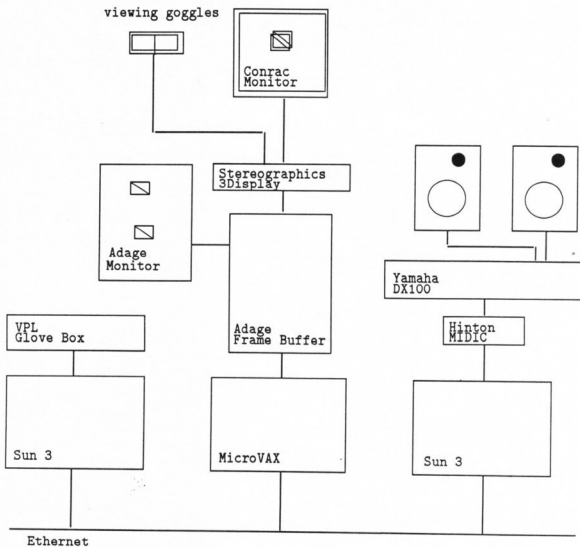 viewing goggles
Conrac
Monitor
Stereographics
3Display
Adage
Monitor
Yamaha
DX100
VPL
Glove Box
Adage
Frame Buffer
Hinton
MIDIC
Sun 3
MicroVAX
Sun 3
Ethernet